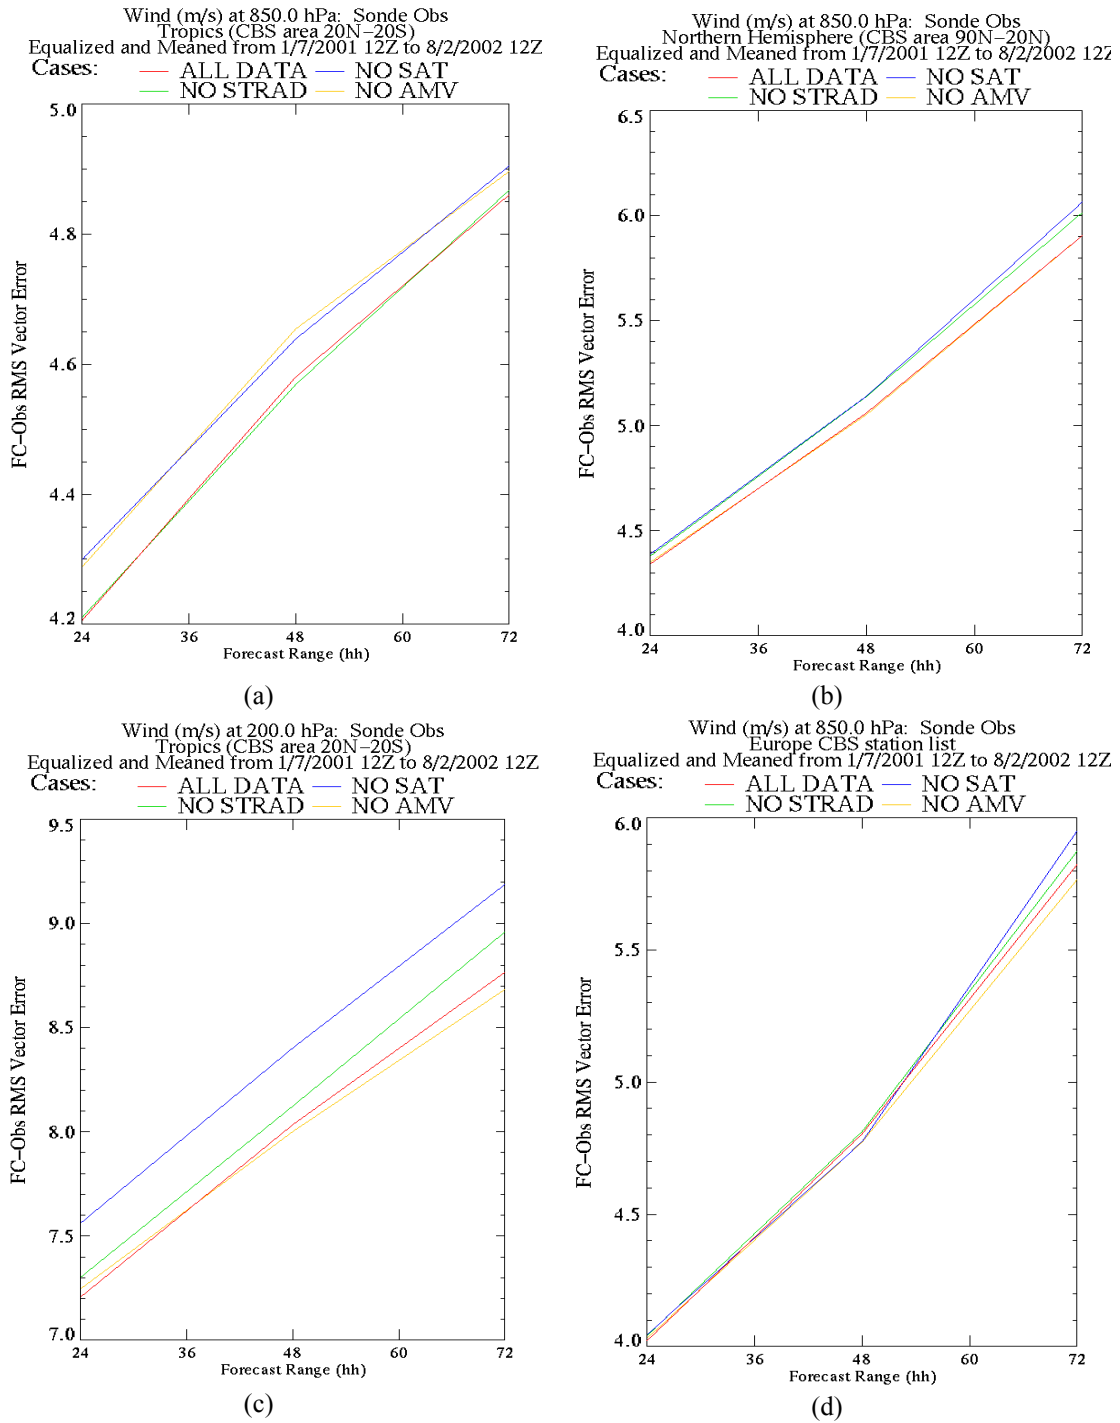 Wind (m/s) at 850.0 hPa: Sonde Obs
Tropics (CBS area 20N−20S)
Equalized and Meaned from 1/7/2001 12Z to 8/2/2002 12Z
Cases: ALL DATA NO SAT
NO STRAD NO AMV
5.0
4.8
4.6
4.4
4.2
FC−Obs RMS Vector Error
24 36 48 60 72
Forecast Range (hh)
(a)
Wind (m/s) at 850.0 hPa: Sonde Obs
Northern Hemisphere (CBS area 90N−20N)
Equalized and Meaned from 1/7/2001 12Z to 8/2/2002 12Z
Cases: ALL DATA NO SAT
NO STRAD NO AMV
6.5
6.0
5.5
5.0
4.5
4.0
FC−Obs RMS Vector Error
24 36 48 60 72
Forecast Range (hh)
(b)
Wind (m/s) at 200.0 hPa: Sonde Obs
Tropics (CBS area 20N−20S)
Equalized and Meaned from 1/7/2001 12Z to 8/2/2002 12Z
Cases: ALL DATA NO SAT
NO STRAD NO AMV
9.5
9.0
8.5
8.0
7.5
7.0
FC−Obs RMS Vector Error
24 36 48 60 72
Forecast Range (hh)
(c)
Wind (m/s) at 850.0 hPa: Sonde Obs
Europe CBS station list
Equalized and Meaned from 1/7/2001 12Z to 8/2/2002 12Z
Cases: ALL DATA NO SAT
NO STRAD NO AMV
6.0
5.5
5.0
4.5
4.0
FC−Obs RMS Vector Error
24 36 48 60 72
Forecast Range (hh)
(d)